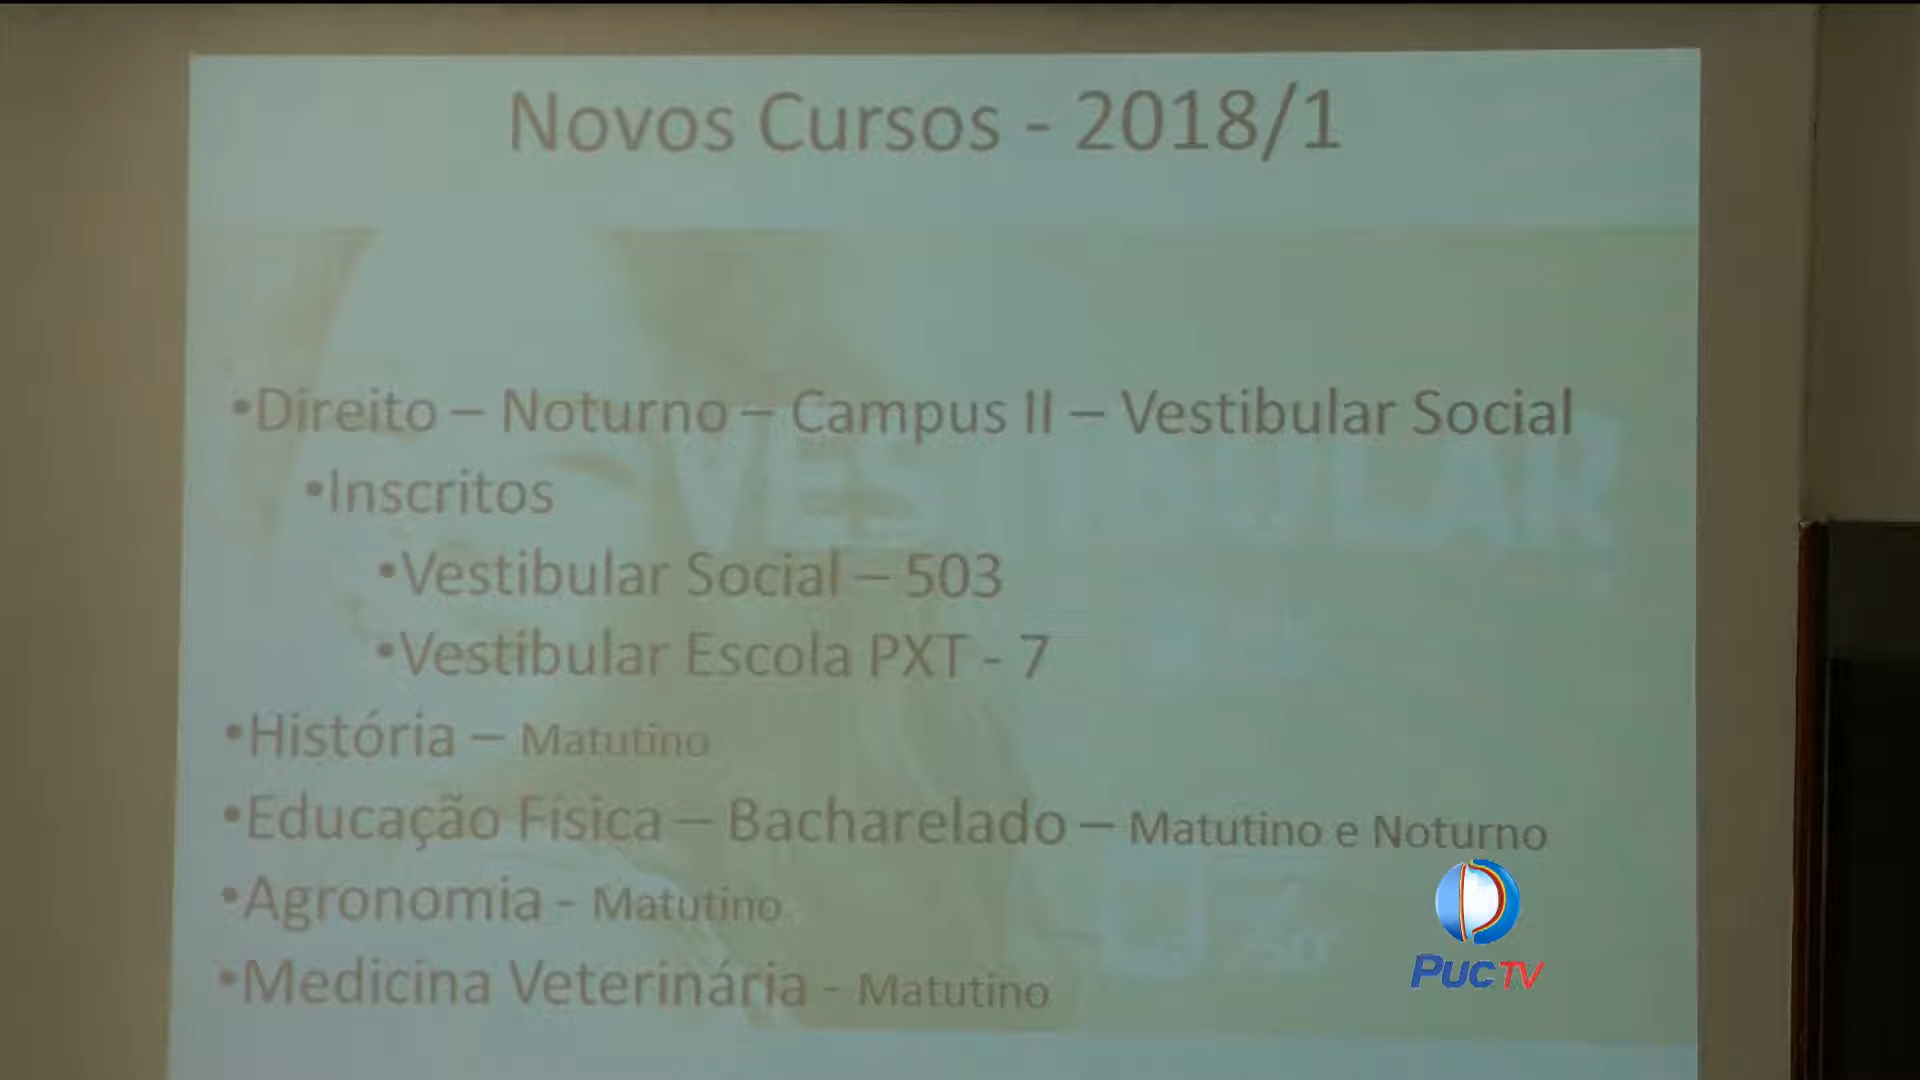 Novos Cursos - 2018/1
•Direito – Noturno – Campus II – Vestibular Social
•Inscritos
•Vestibular Social – 503
•Vestibular Escola PXT - 7
•História – Matutino
•Educação Física – Bacharelado – Matutino e Noturno
•Agronomia - Matutino
•Medicina Veterinária - Matutino
VESTIBULAR
PUC TV